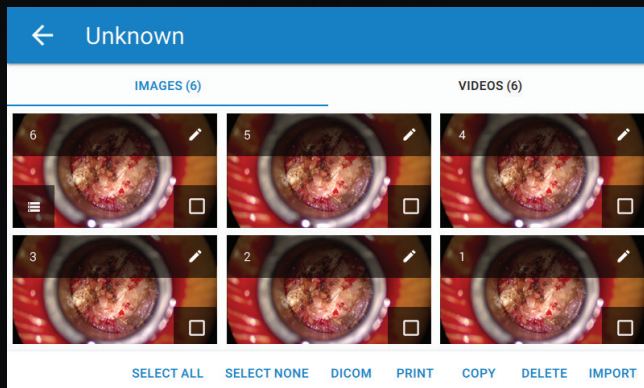 Unknown
IMAGES (6) VIDEOS (6)
6 5 4
3 2 1
SELECT ALL SELECT NONE DICOM PRINT COPY DELETE IMPORT